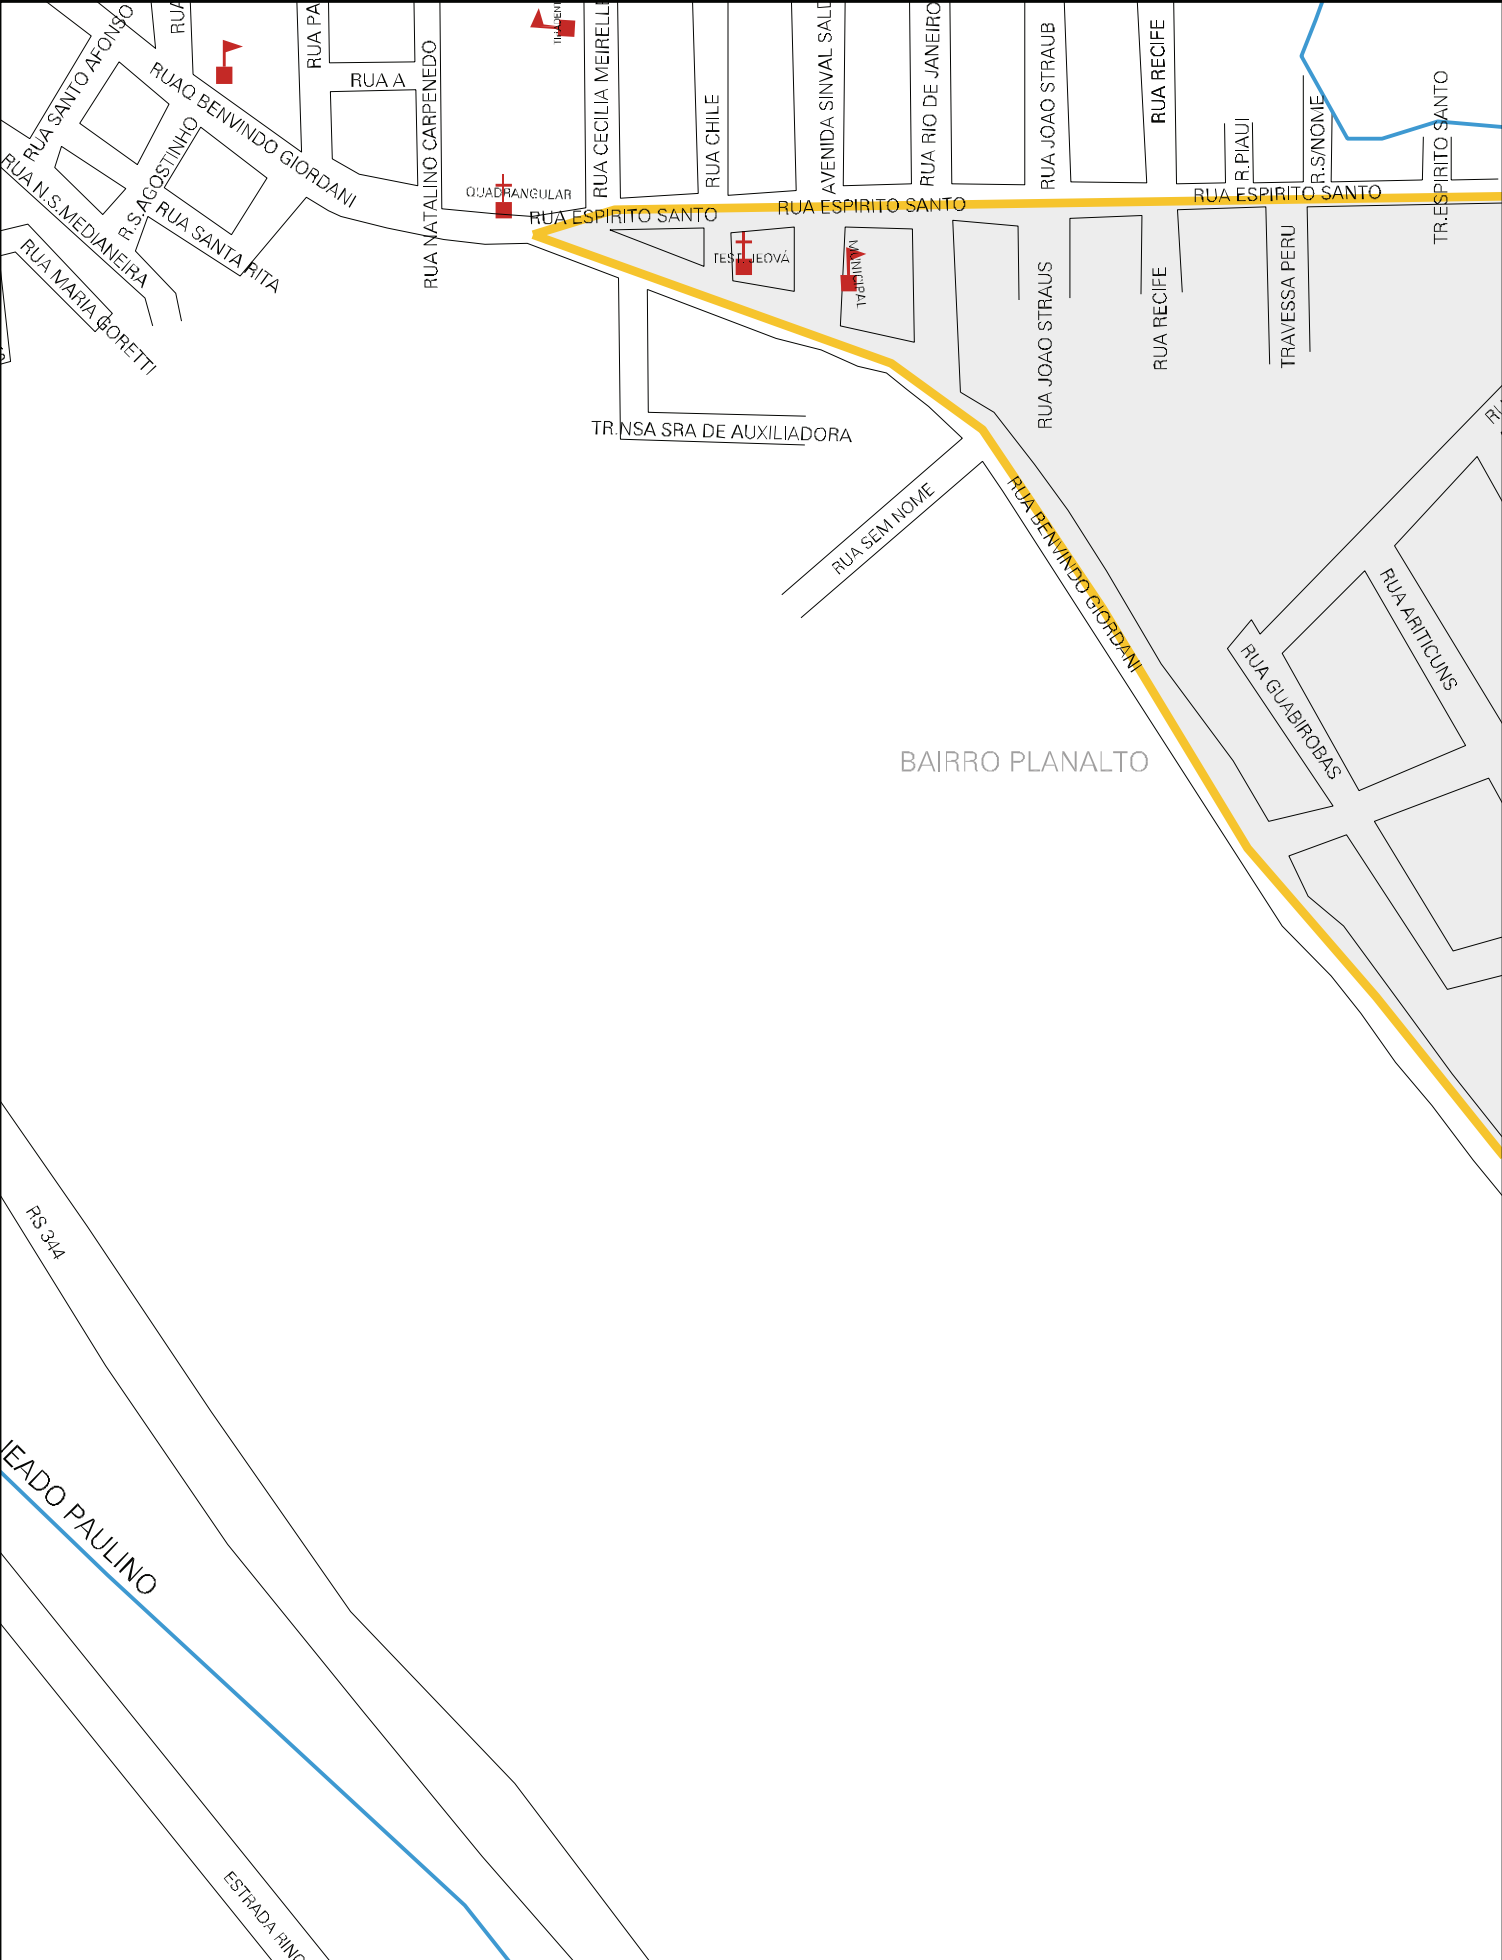 RUA SANTO AFONSO
RUA
RUA PA
RUA A
RUAQ BENVINDO GIORDANI
RUA NATALINO CARPENEDO
RUA CECILIA MEIRELLE
RUA CHILE
AVENIDA SINVAL SALD
RUA RIO DE JANEIRO
RUA JOAO STRAUB
RUA RECIFE
R.PIAUI
R.S/NOME
TR.ESPIRITO SANTO
QUADRANGULAR
RUA ESPIRITO SANTO
RUA ESPIRITO SANTO
RUA ESPIRITO SANTO
RUA N.S.MEDIANEIRA
R.S.AGOSTINHO
RUA SANTA RITA
RUA MARIA GORETTI
TEST. JEOVÁ
MUNICIPAL
RUA JOAO STRAUS
RUA RECIFE
TRAVESSA PERU
TR.NSA SRA DE AUXILIADORA
RUA SEM NOME
RUA BENVINDO GIORDANI
RUA ARITICUNS
RUA GUABIROBAS
BAIRRO PLANALTO
RS 344
JEADO PAULINO
ESTRADA RINC